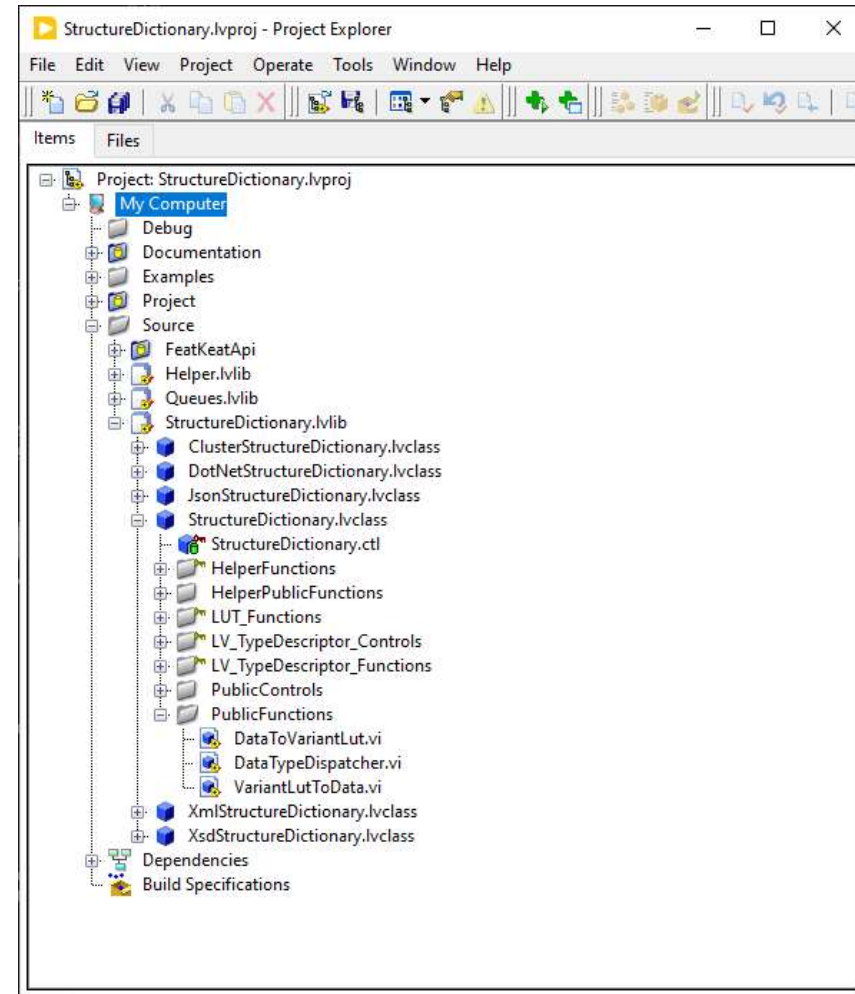 StructureDictionary.lvproj - Project Explorer
File Edit View Project Operate Tools Window Help
Items Files
Project: StructureDictionary.lvproj
My Computer
Debug
Documentation
Examples
Project
Source
FeatKeatApi
Helper.lvlib
Queues.lvlib
StructureDictionary.lvlib
ClusterStructureDictionary.lvclass
DotNetStructureDictionary.lvclass
JsonStructureDictionary.lvclass
StructureDictionary.lvclass
StructureDictionary.ctl
HelperFunctions
HelperPublicFunctions
LUT_Functions
LV_TypeDescriptor_Controls
LV_TypeDescriptor_Functions
PublicControls
PublicFunctions
DataToVariantLut.vi
DataTypeDispatcher.vi
VariantLutToData.vi
XmlStructureDictionary.lvclass
XsdStructureDictionary.lvclass
Dependencies
Build Specifications